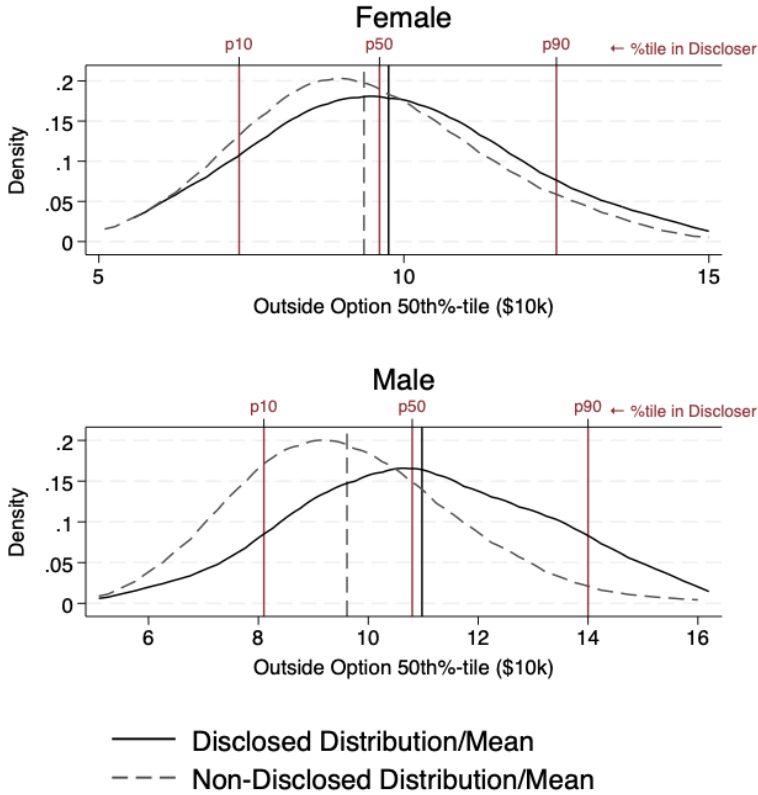 Female
p10 p50 p90 ← %tile in Discloser
Density
.2
.15
.1
.05
0
5 10 15
Outside Option 50th%-tile ($10k)
Male
p10 p50 p90 ← %tile in Discloser
Density
.2
.15
.1
.05
0
6 8 10 12 14 16
Outside Option 50th%-tile ($10k)
Disclosed Distribution/Mean
Non-Disclosed Distribution/Mean